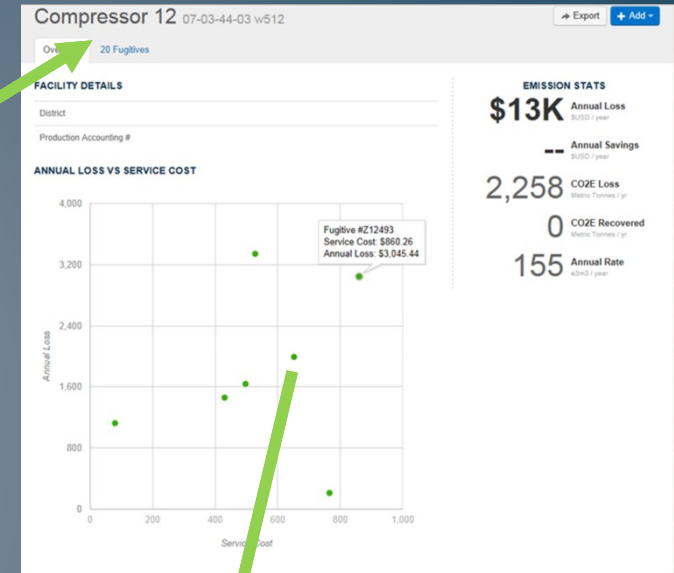 Compressor 12 07-03-44-03 w512
Export
+ Add
20 Fugitives
FACILITY DETAILS
District
Production Accounting #
ANNUAL LOSS VS SERVICE COST
4,000
3,200
2,400
1,600
800
0
Annual Loss
0 200 400 600 800 1,000
Service Cost
Fugitive #Z12493
Service Cost: $860.26
Annual Loss: $3,045.44
EMISSION STATS
$13K Annual Loss
$USD / year
-- Annual Savings
$USD / year
2,258 CO2E Loss
Metric Tonnes / yr
0 CO2E Recovered
Metric Tonnes / yr
155 Annual Rate
e3m3 / year